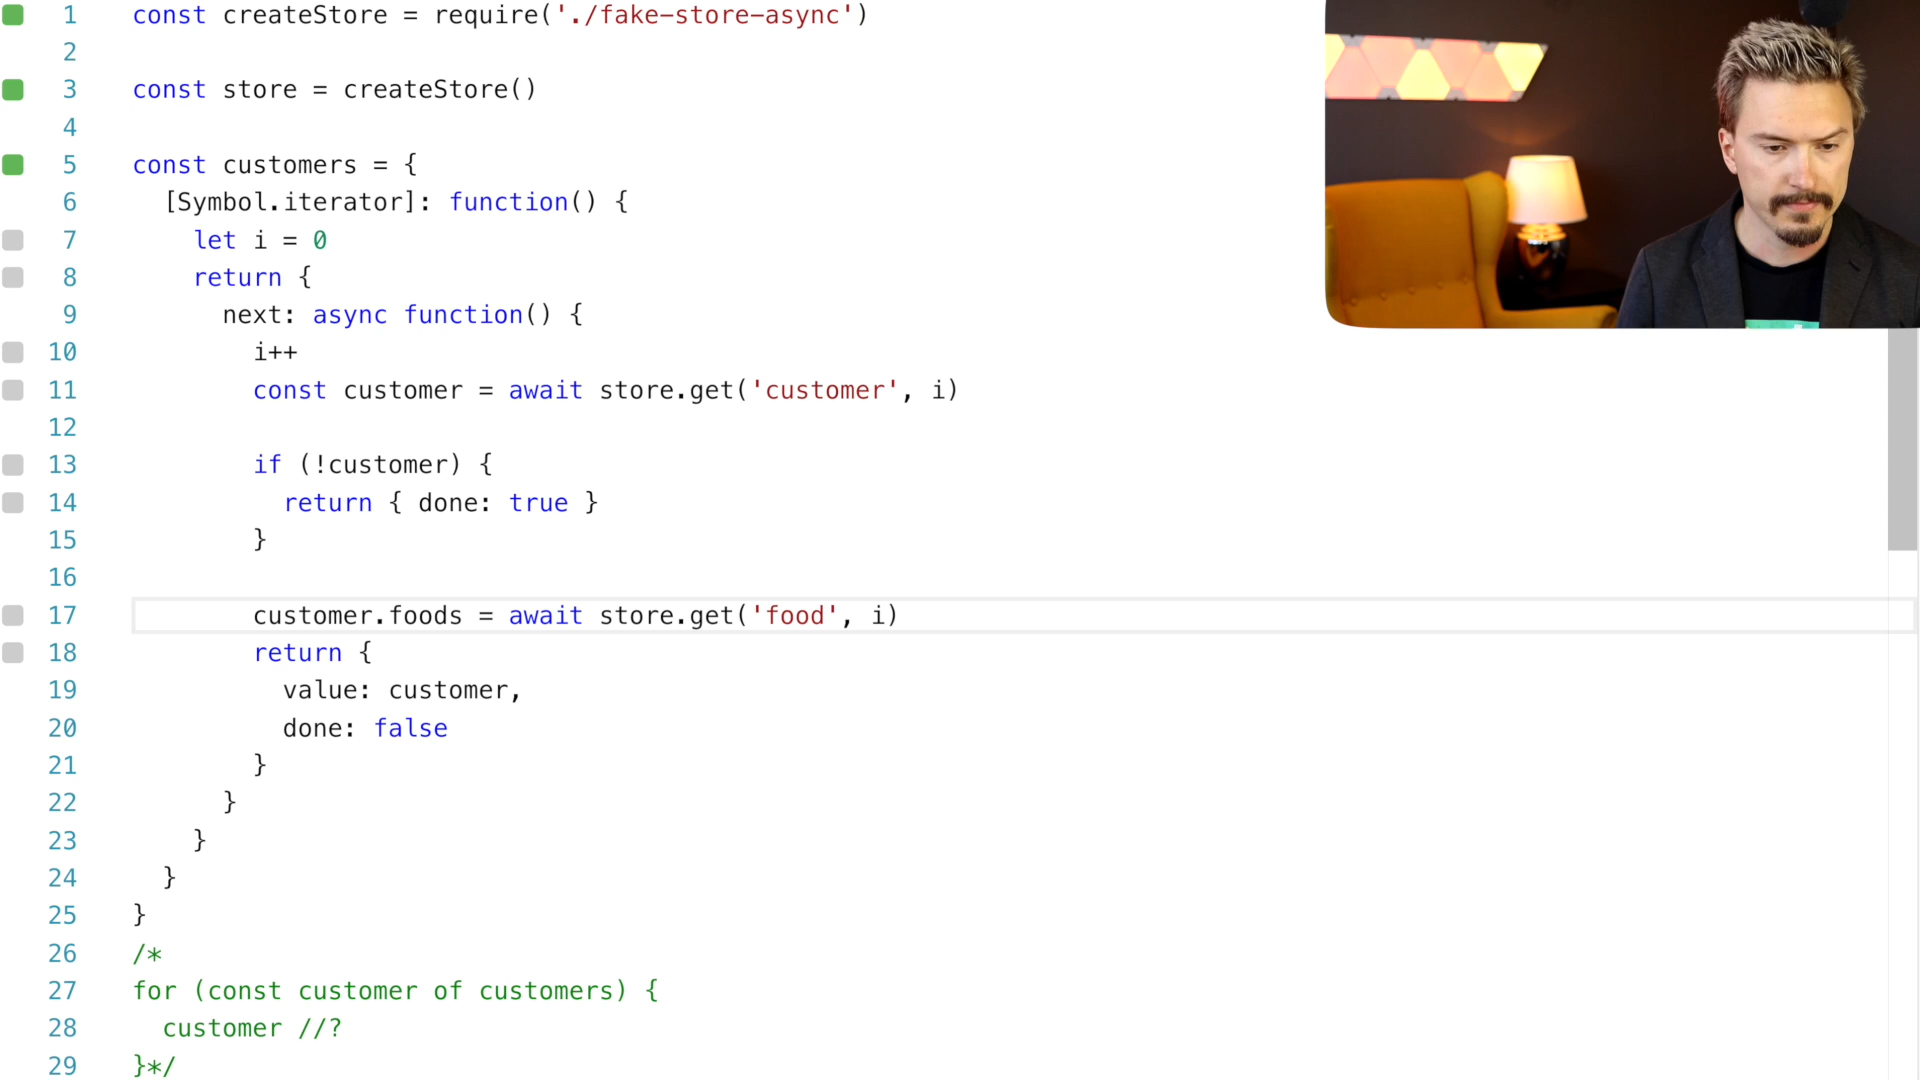 1 const createStore = require('./fake-store-async')
2
3 const store = createStore()
4
5 const customers = {
6 [Symbol.iterator]: function() {
7 let i = 0
8 return {
9 next: async function() {
10 i++
11 const customer = await store.get('customer', i)
12
13 if (!customer) {
14 return { done: true }
15 }
16
17 customer.foods = await store.get('food', i)
18 return {
19 value: customer,
20 done: false
21 }
22 }
23 }
24 }
25 }
26 /*
27 for (const customer of customers) {
28 customer //?
29 }*/